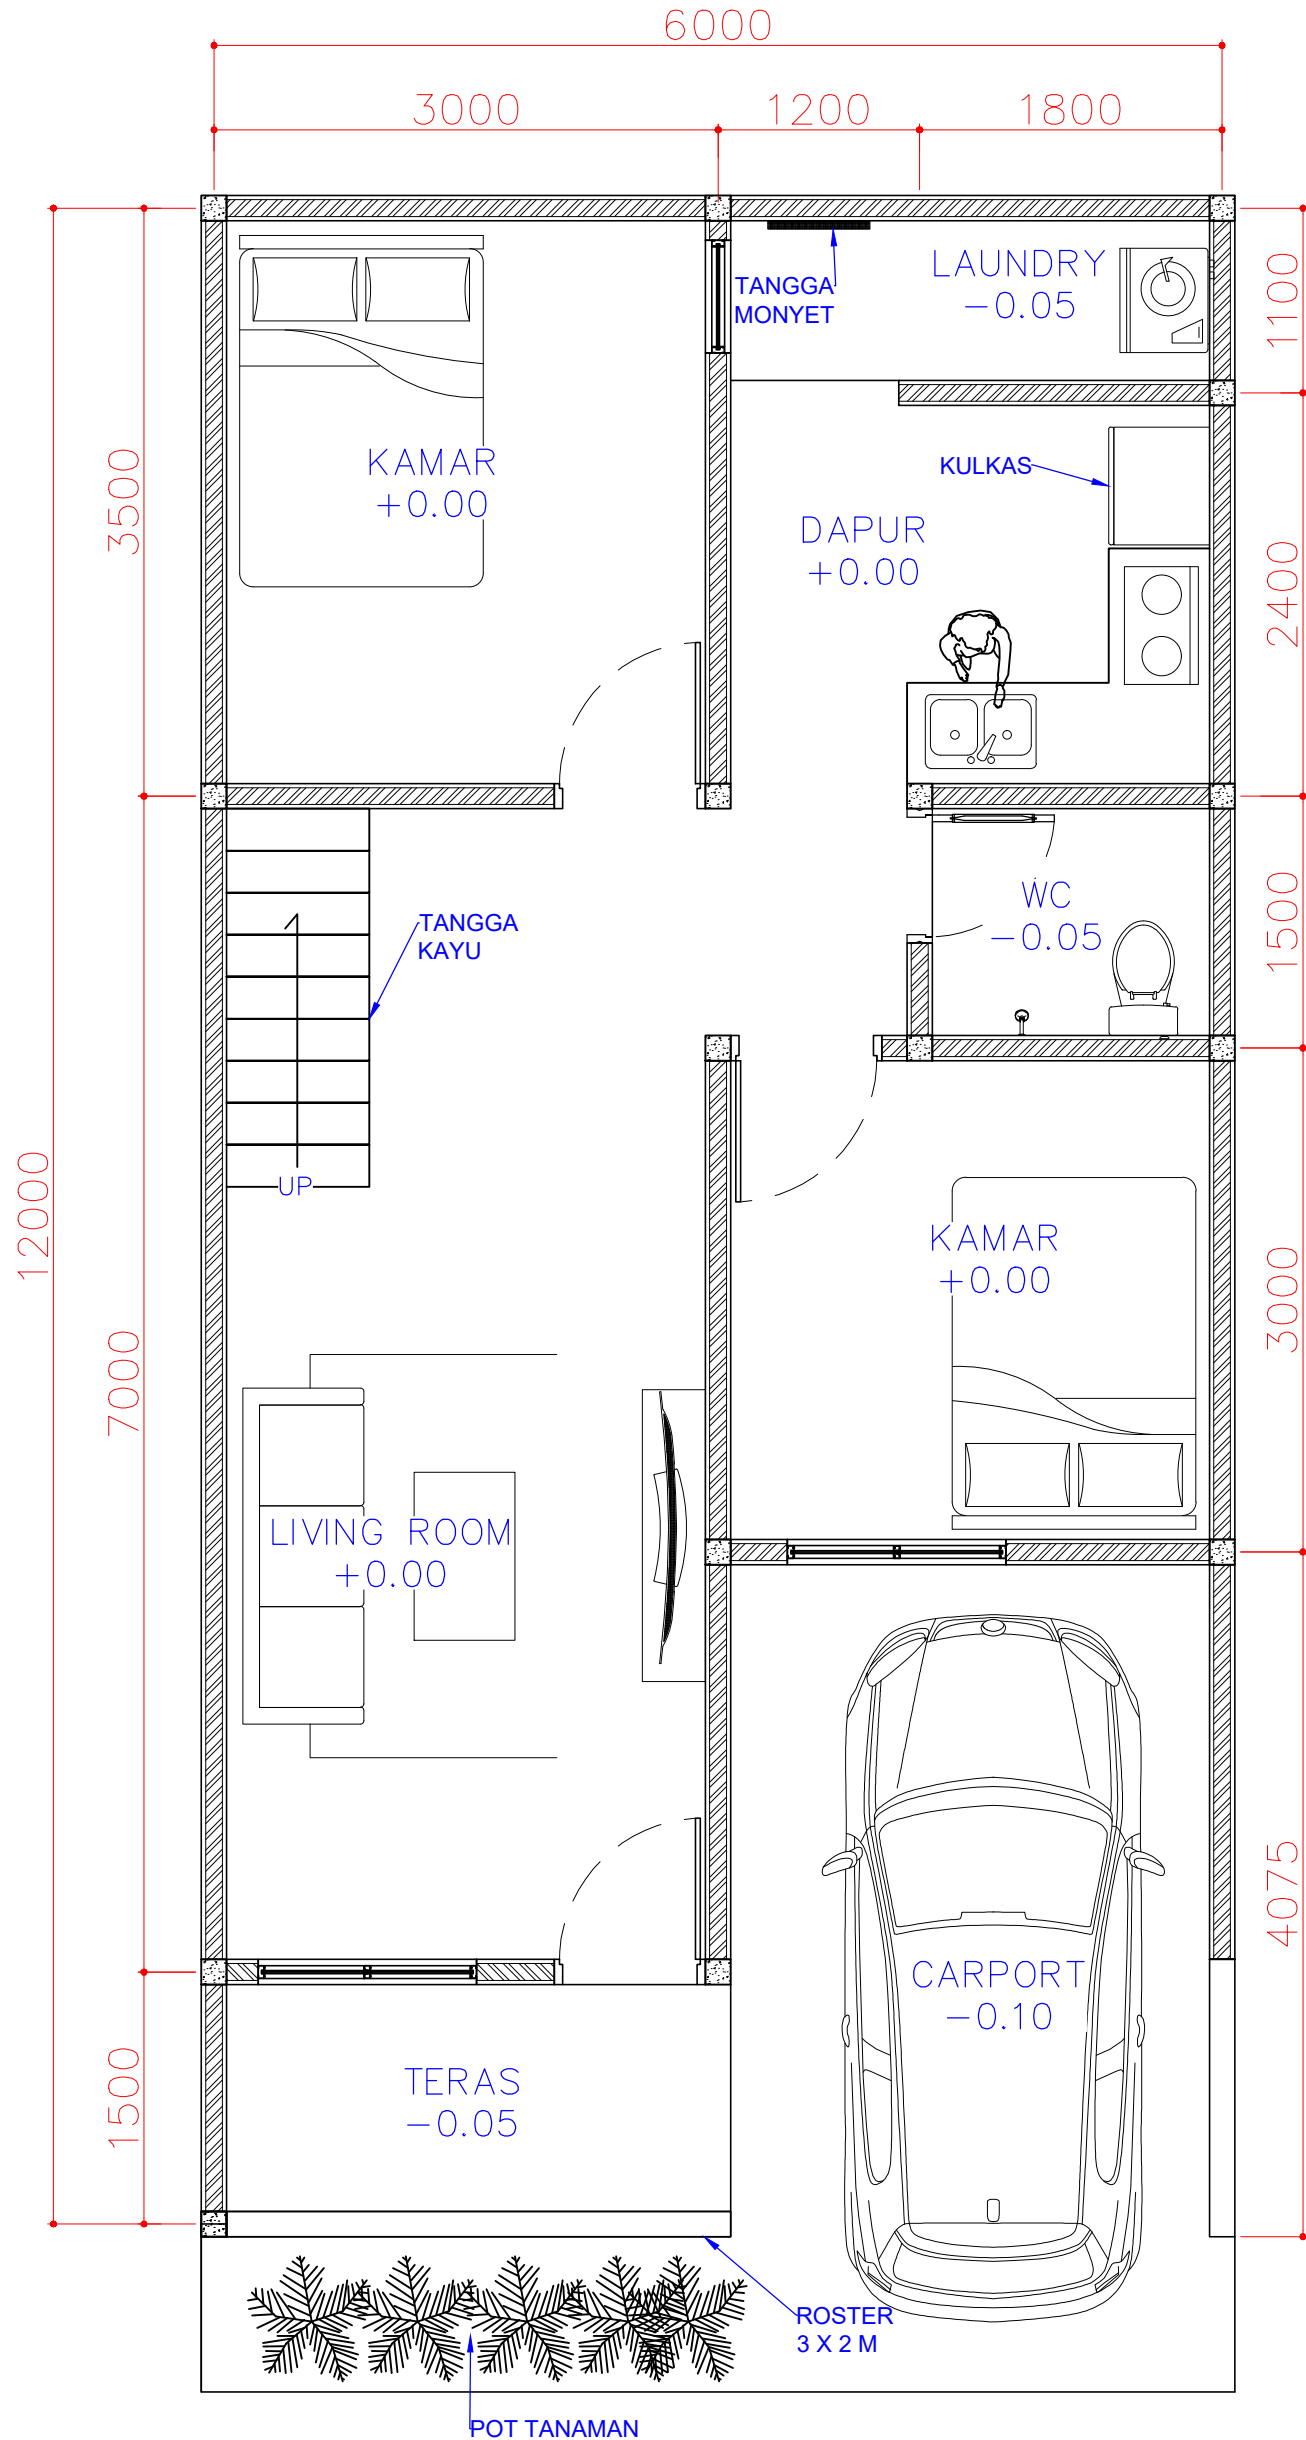 6000
3000
1200
1800
LAUNDRY
-0.05
TANGGA
MONYET
1100
KAMAR
+0.00
KULKAS
3500
DAPUR
+0.00
2400
WC
-0.05
TANGGA
KAYU
1500
UP
12000
KAMAR
+0.00
3000
7000
LIVING ROOM
+0.00
4075
CARPORT
-0.10
TERAS
-0.05
1500
ROSTER
3 X 2 M
POT TANAMAN